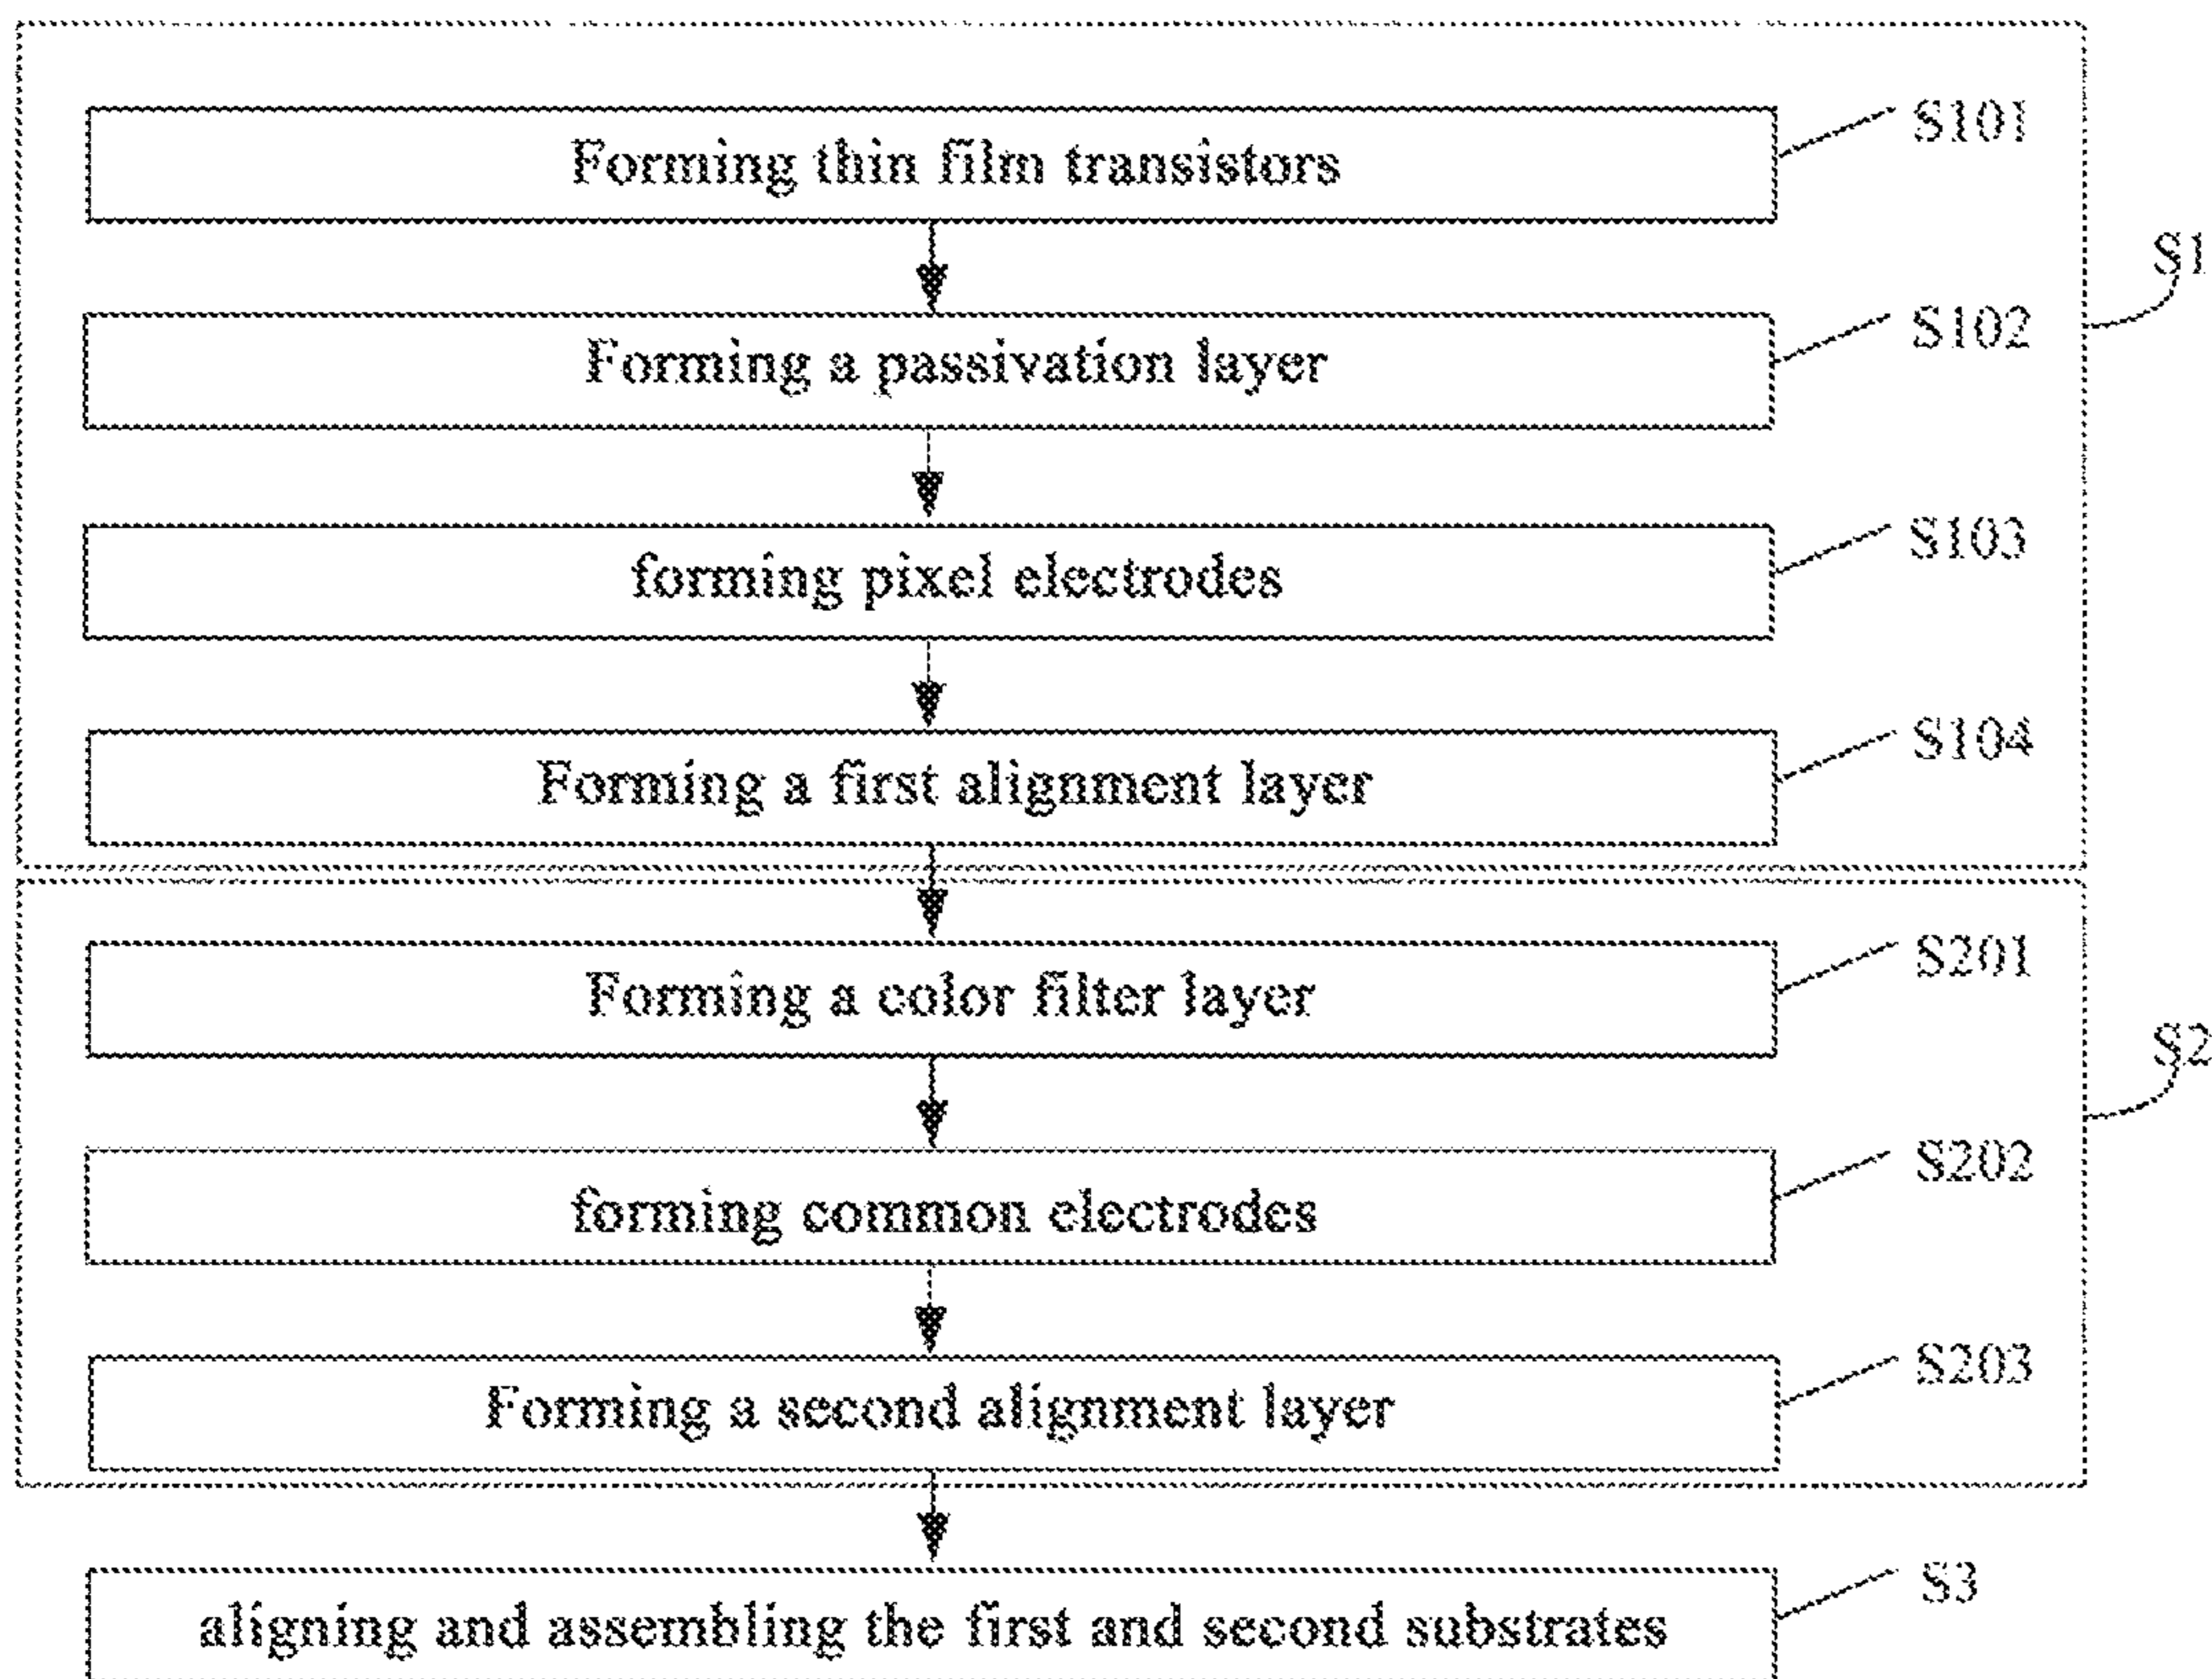 Forming thin film transistors
S101
S1
Forming a passivation layer
S102
forming pixel electrodes
S103
Forming a first alignment layer
S104
Forming a color filter layer
S201
S2
forming common electrodes
S202
Forming a second alignment layer
S203
aligning and assembling the first and second substrates
S3